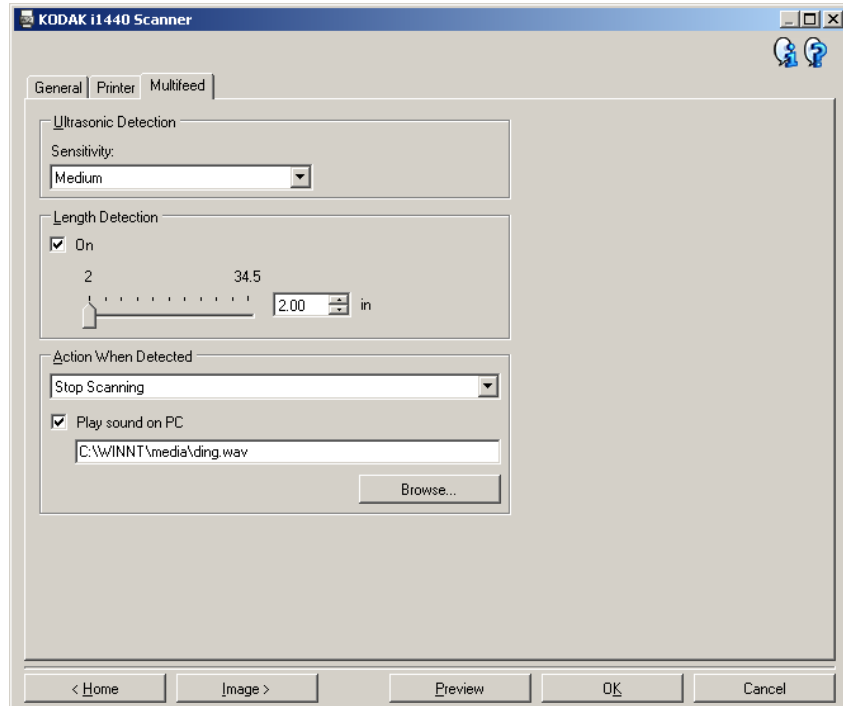 KODAK i1440 Scanner
General Printer Multifeed
Ultrasonic Detection
Sensitivity:
Medium
Length Detection
On
2 34.5
2.00 in
Action When Detected
Stop Scanning
Play sound on PC
C:\WINNT\media\ding.wav
Browse...
< Home Image > Preview OK Cancel